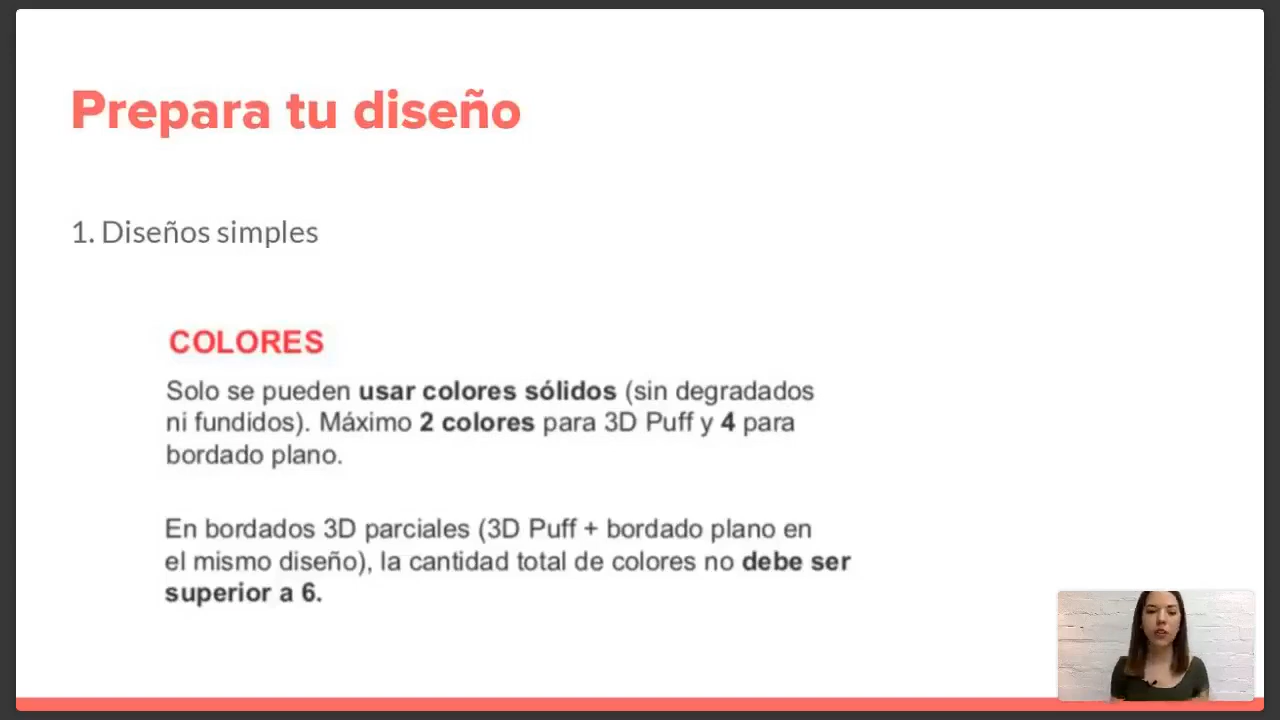 Prepara tu diseño
1. Diseños simples
COLORES
Solo se pueden usar colores sólidos (sin degradados
ni fundidos). Máximo 2 colores para 3D Puff y 4 para
bordado plano.
En bordados 3D parciales (3D Puff + bordado plano en
el mismo diseño), la cantidad total de colores no debe ser
superior a 6.